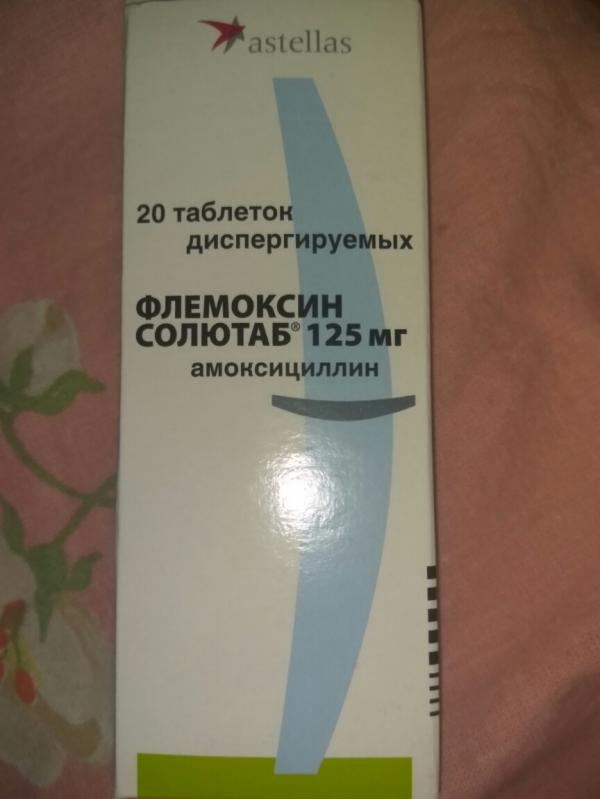 astellas
20 таблеток
диспергируемых
ФЛЕМОКСИН
СОЛЮТАБ® 125 мг
амоксициллин